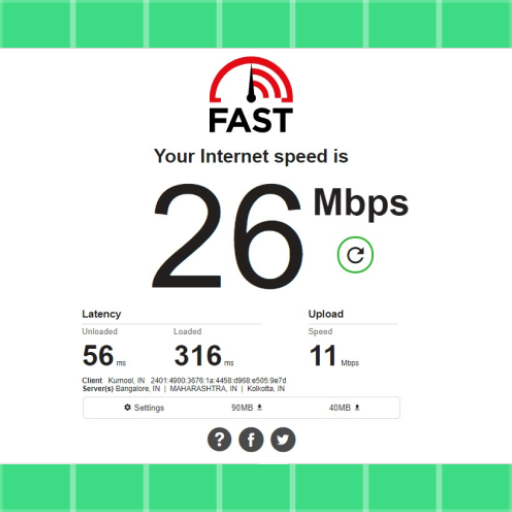 FAST
Your Internet speed is
26 Mbps
Latency
Upload
Unloaded Loaded Speed
56 ms 316 ms 11 Mbps
Client Kurnool, IN 2401:4900:3676:1a:4458:d968:e505:9e7d
Server(s) Bangalore, IN | MAHARASHTRA, IN | Kolkotta, IN
Settings 90MB 40MB
?